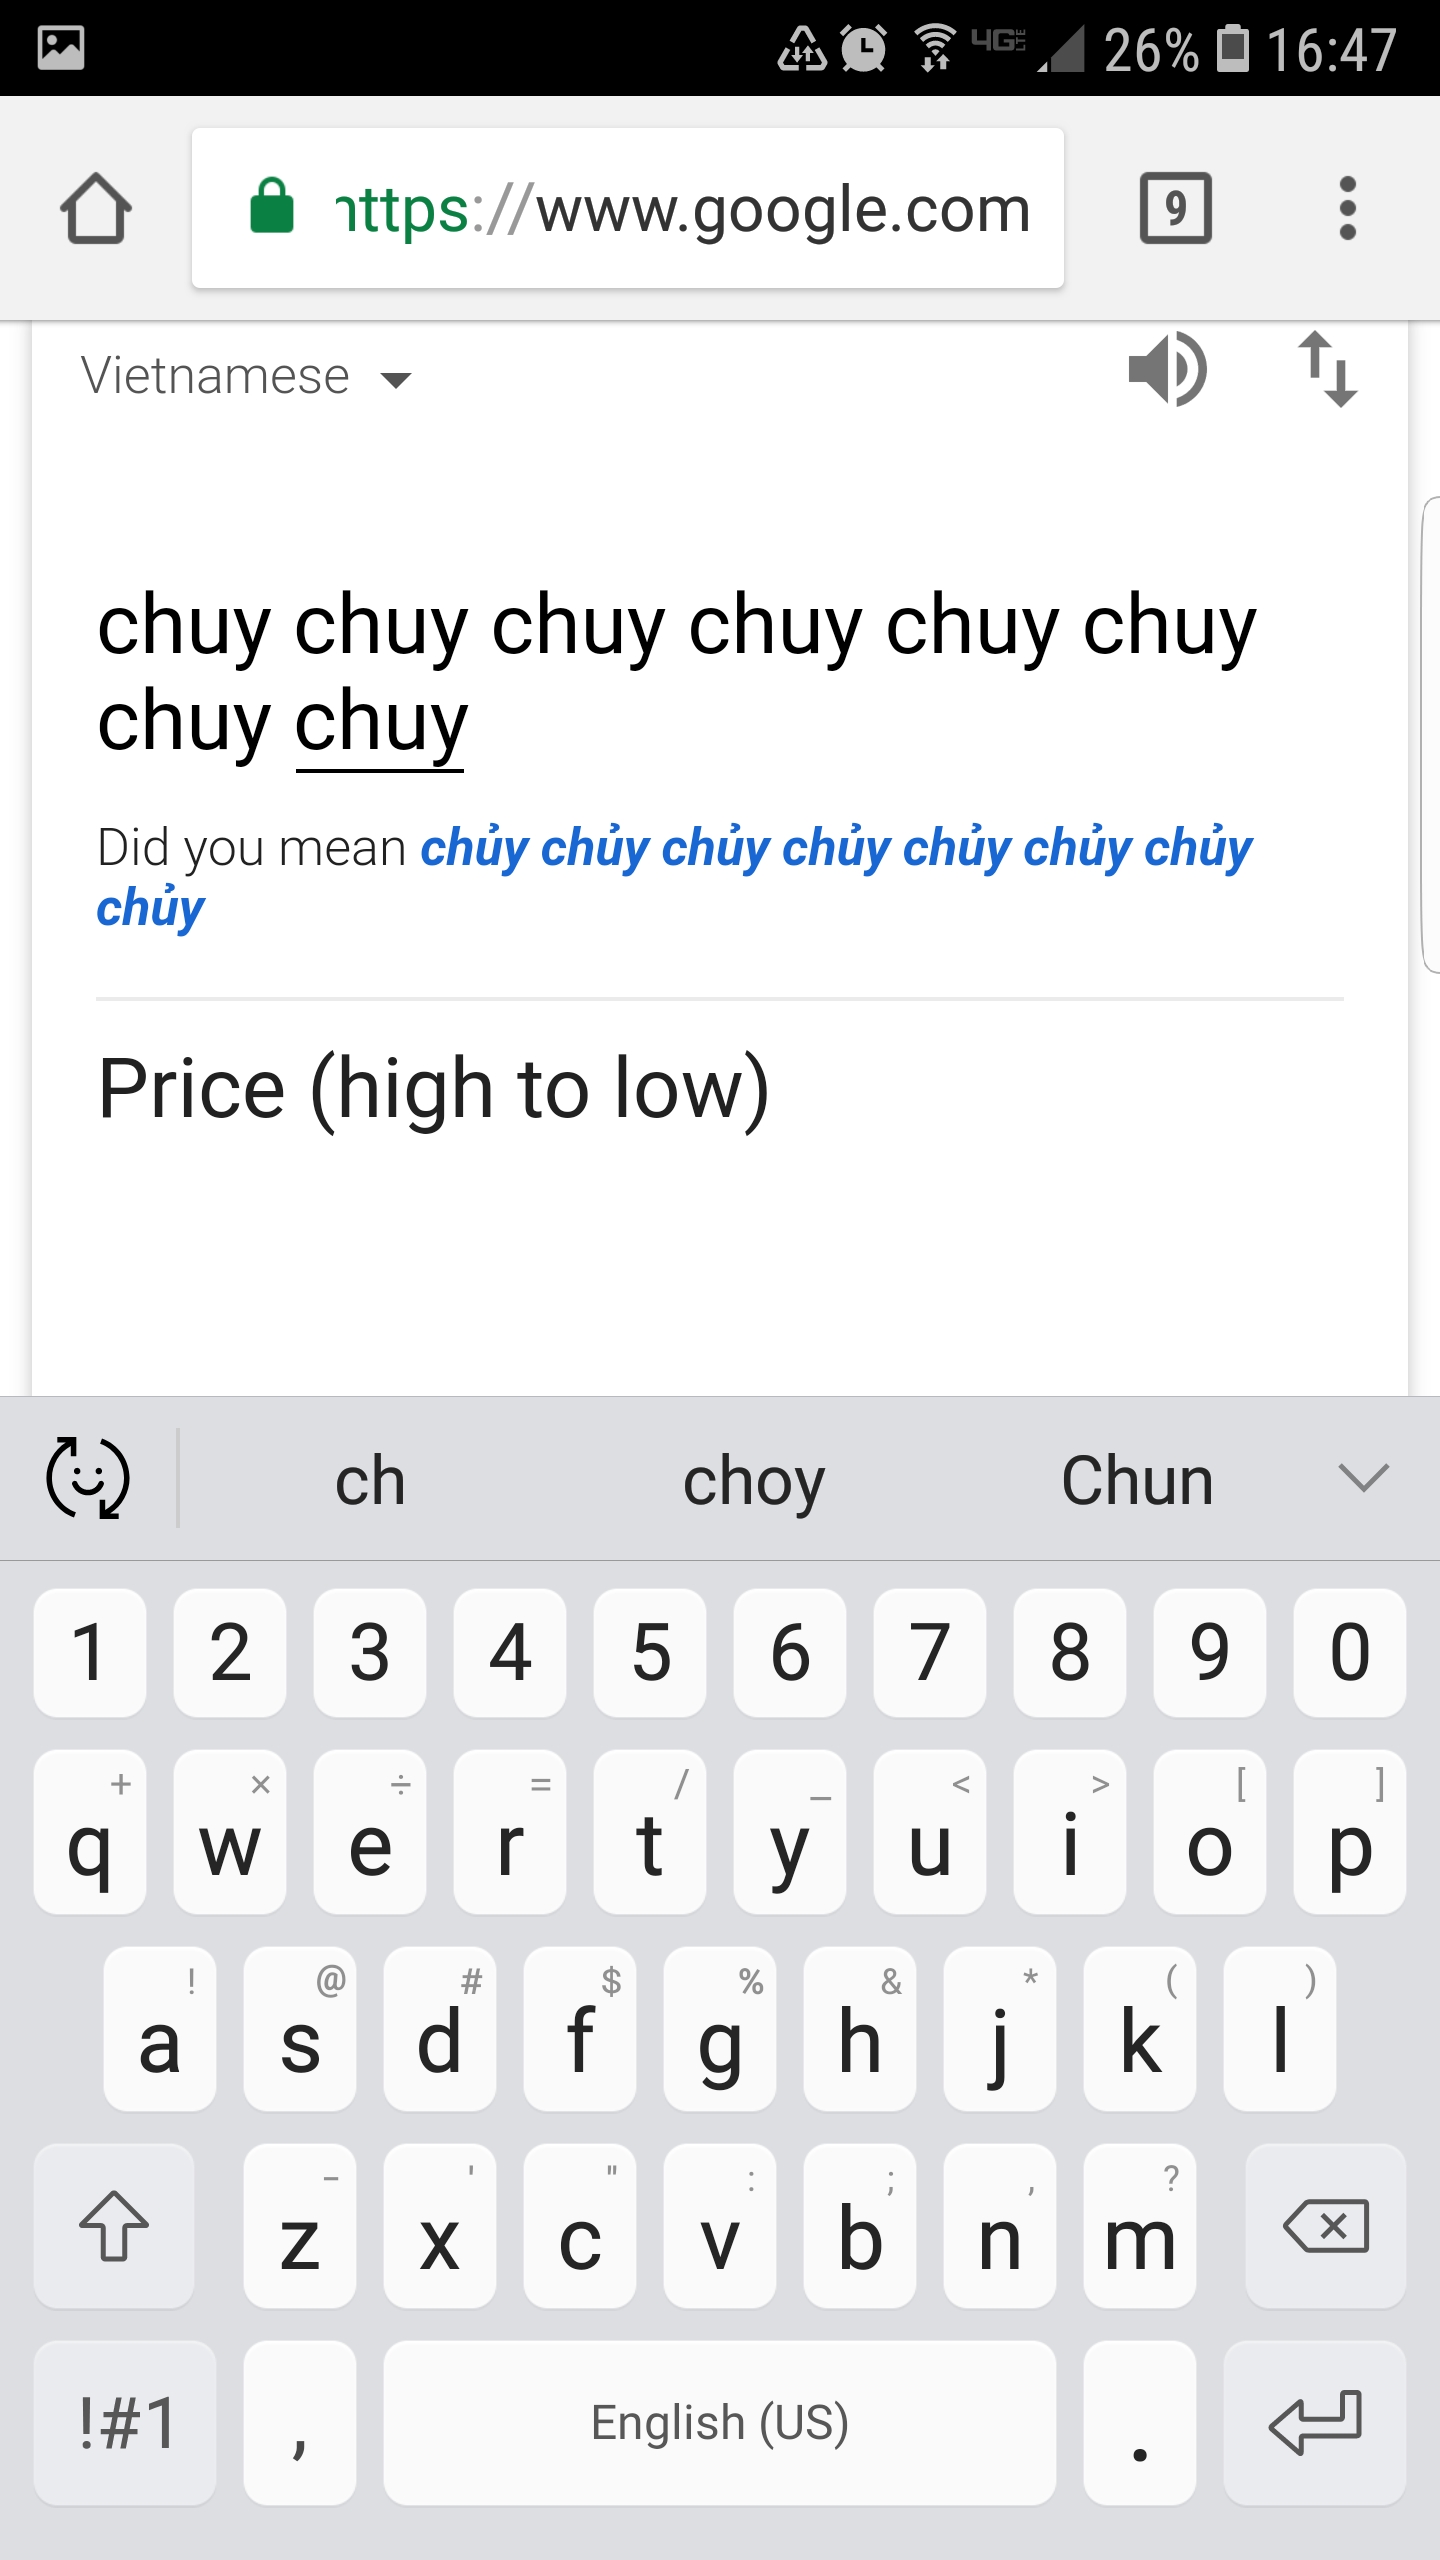 4G LTE 26% 16:47
https://www.google.com 9
Vietnamese
chuy chuy chuy chuy chuy chuy
chuy chuy
Did you mean chủy chủy chủy chủy chủy chủy chủy
chủy
Price (high to low)
ch choy Chun
1 2 3 4 5 6 7 8 9 0
+ × ÷ = / _ < > [ ]
q w e r t y u i o p
! @ # $ % & * ( )
a s d f g h j k l
- ' " : ; , ?
z x c v b n m
!#1 , English (US) .